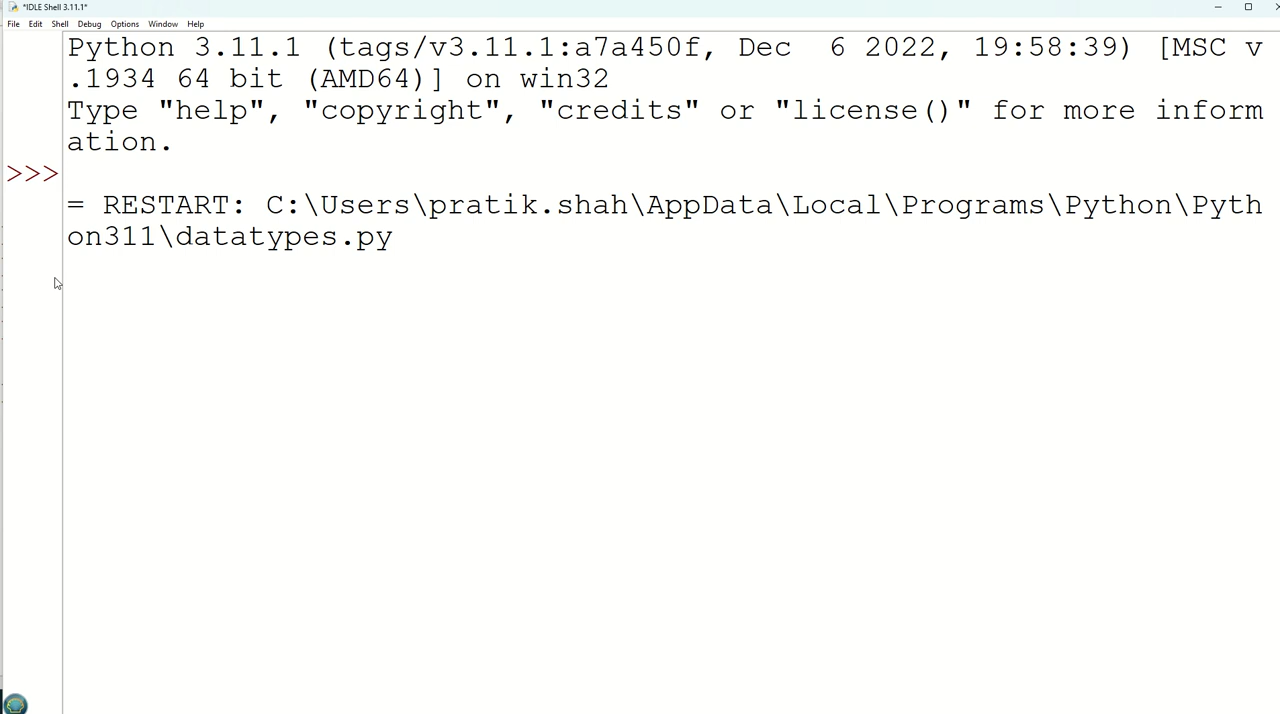 *IDLE Shell 3.11.1*
File Edit Shell Debug Options Window Help
Python 3.11.1 (tags/v3.11.1:a7a450f, Dec  6 2022, 19:58:39) [MSC v
.1934 64 bit (AMD64)] on win32
Type "help", "copyright", "credits" or "license()" for more inform
ation.
>>>
= RESTART: C:\Users\pratik.shah\AppData\Local\Programs\Python\Pyth
on311\datatypes.py